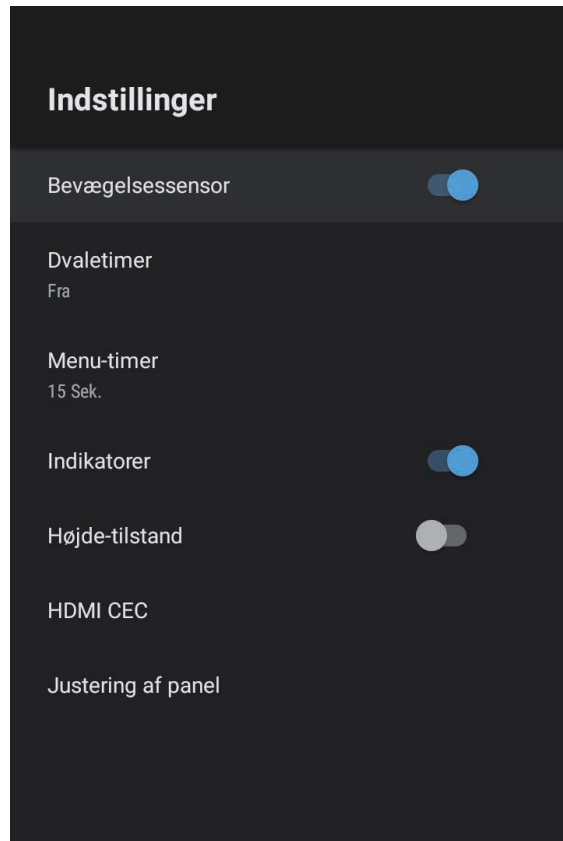 Indstillinger
Bevægelsessensor
Dvaletimer
Fra
Menu-timer
15 Sek.
Indikatorer
Højde-tilstand
HDMI CEC
Justering af panel